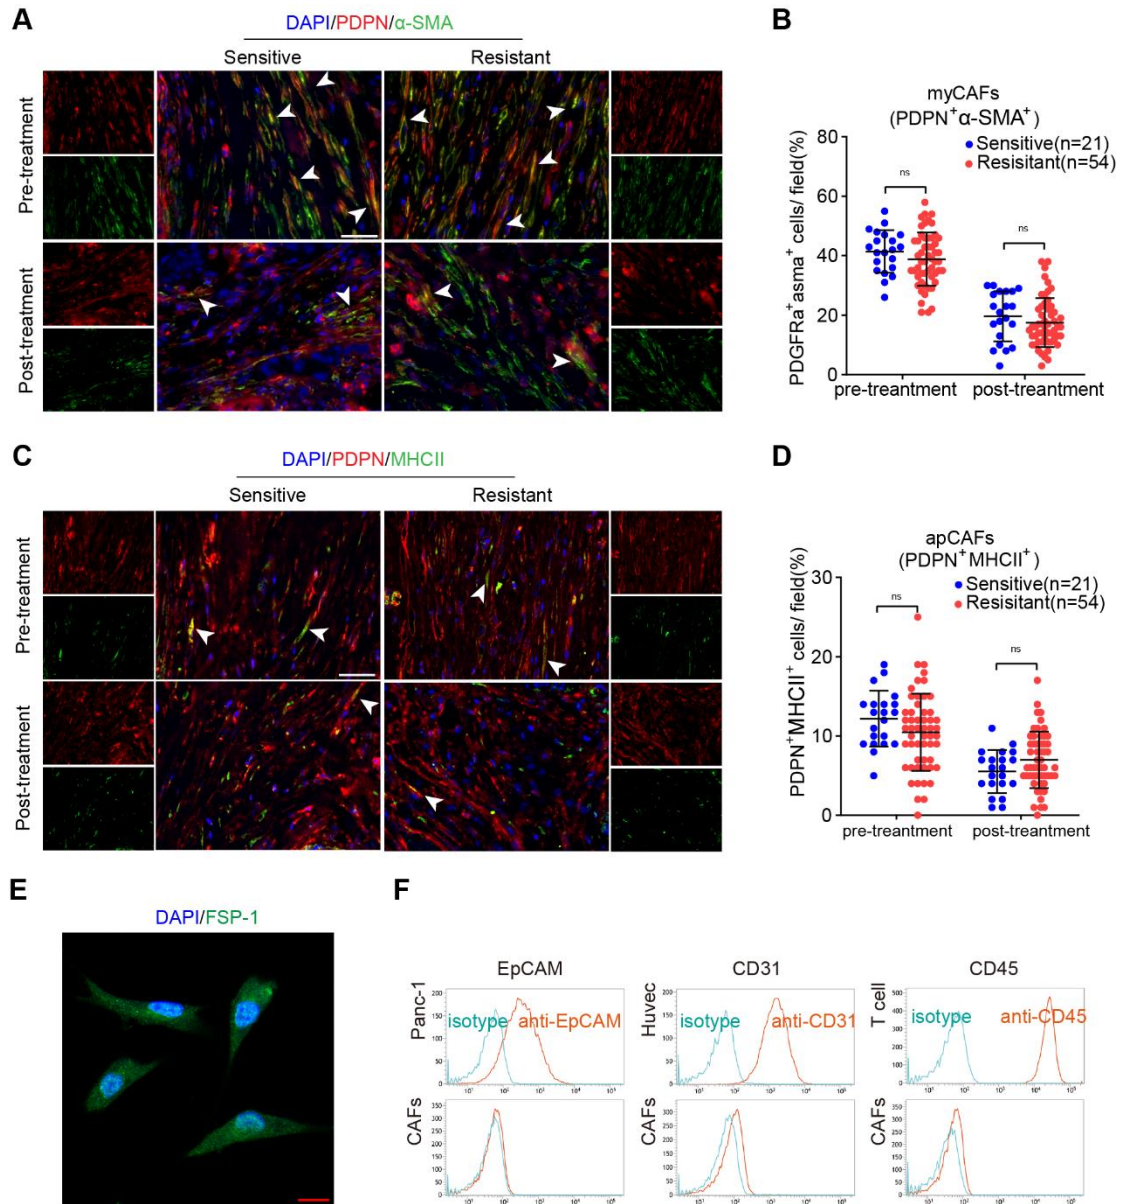 A
DAPI/PDPN/α-SMA
Sensitive
Resistant
Pre-treatment
Post-treatment
B
myCAFs
(PDPN⁺α-SMA⁺)
Sensitive(n=21)
Resisitant(n=54)
PDGFRa⁺asma⁺ cells/ field(%)
80
60
40
20
0
ns
ns
pre-treantment
post-treantment
C
DAPI/PDPN/MHCII
Sensitive
Resistant
Pre-treatment
Post-treatment
D
apCAFs
(PDPN⁺MHCII⁺)
Sensitive(n=21)
Resisitant(n=54)
PDPN⁺MHCII⁺ cells/ field(%)
30
20
10
0
ns
ns
pre-treantment
post-treantment
E
DAPI/FSP-1
F
EpCAM
CD31
CD45
Panc-1
isotype
anti-EpCAM
Huvec
isotype
anti-CD31
T cell
isotype
anti-CD45
CAFs
CAFs
CAFs